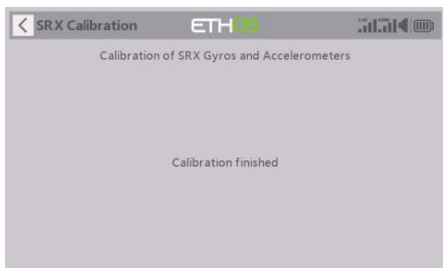 SRX Calibration
ETHOS
Calibration of SRX Gyros and Accelerometers
Calibration finished